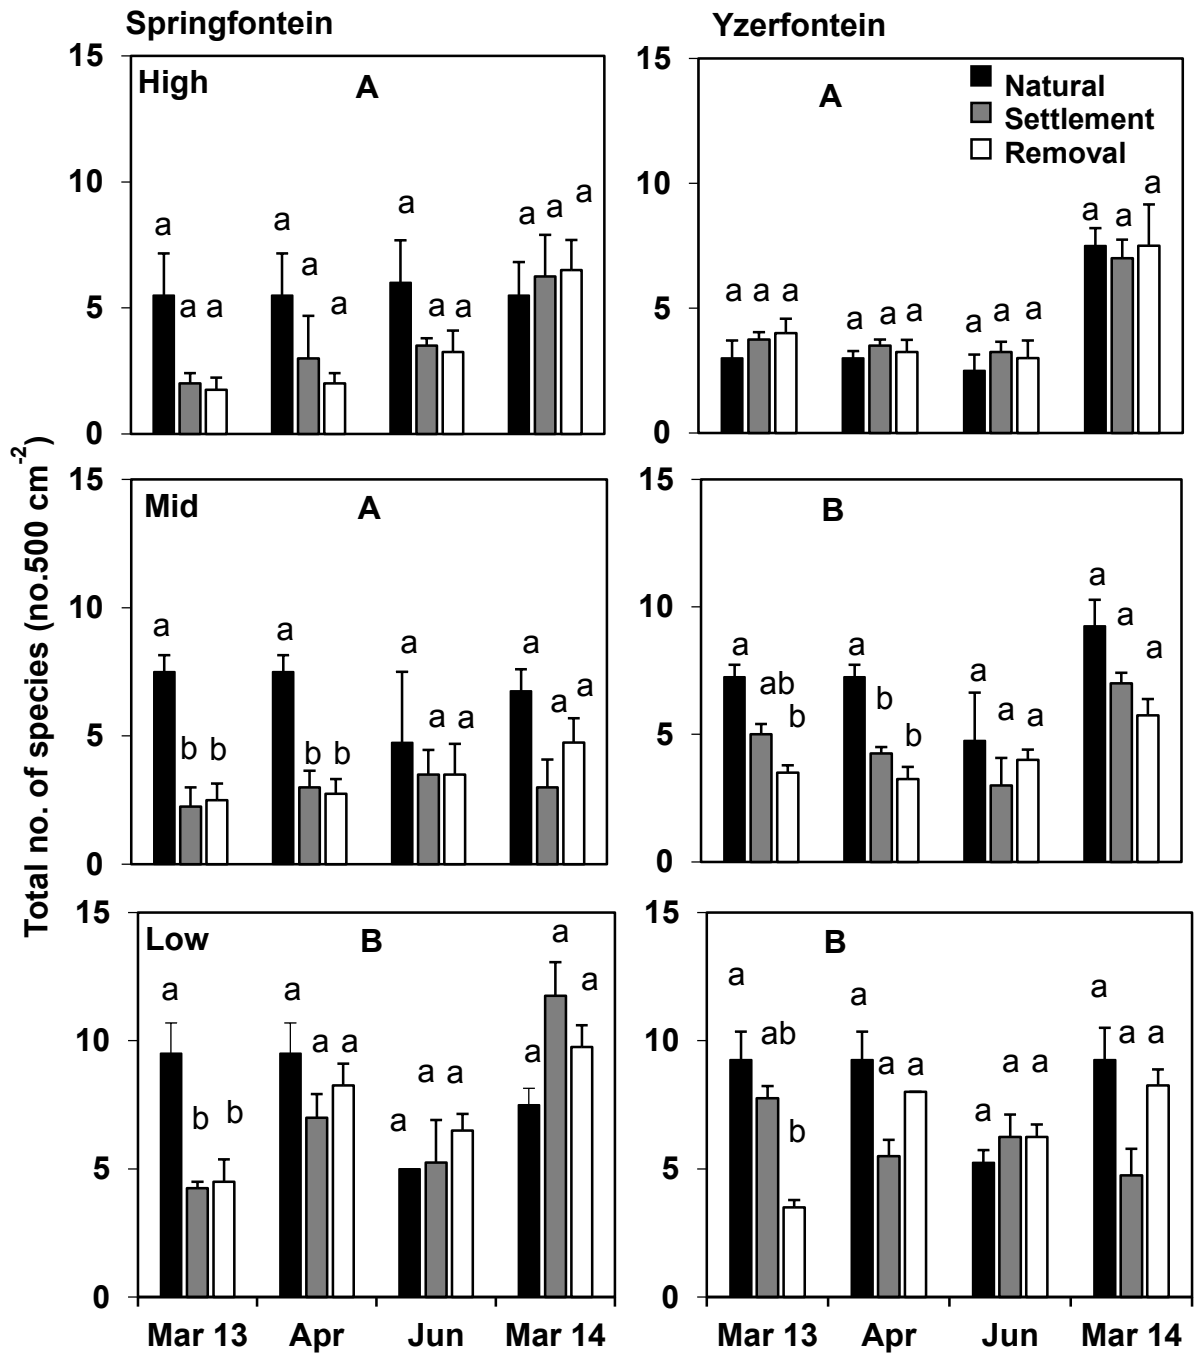 Springfontein
Yzerfontein
Total no. of species (no.500 cm-2)
15
High
A
10
a
a
a
a a a
a a
a
a
a a
5
0
15
A
Natural
Settlement
Removal
10
a a a
a a a
a a a
a a a
5
0
15
Mid
A
10
a
a
a
a
b b
b b
a a
a a
5
0
15
B
10
a
ab
b
a
b
b
a
a a
a
a
a
5
0
15
Low
B
10
a
b b
a
a a
a
a a
a
a
a
5
0
Mar 13 Apr Jun Mar 14
15
B
10
a
ab
b
a
a a
a
a a
a
a a
5
0
Mar 13 Apr Jun Mar 14